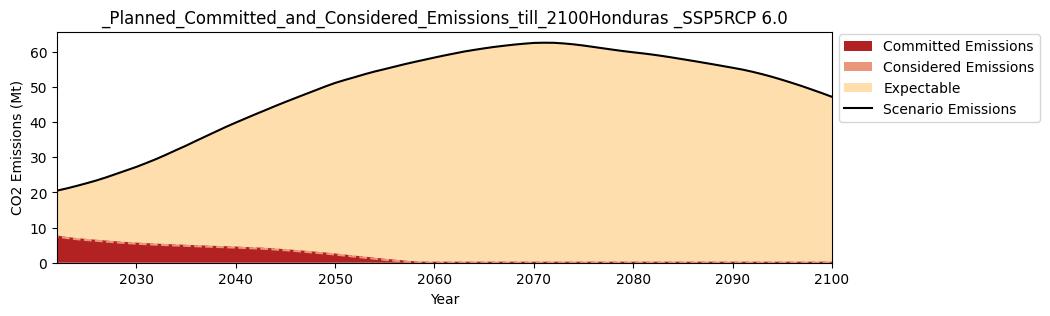 _Planned_Committed_and_Considered_Emissions_till_2100Honduras _SSP5RCP 6.0
CO2 Emissions (Mt)
60
50
40
30
20
10
0
2030
2040
2050
2060
2070
2080
2090
2100
Year
Committed Emissions
Considered Emissions
Expectable
Scenario Emissions